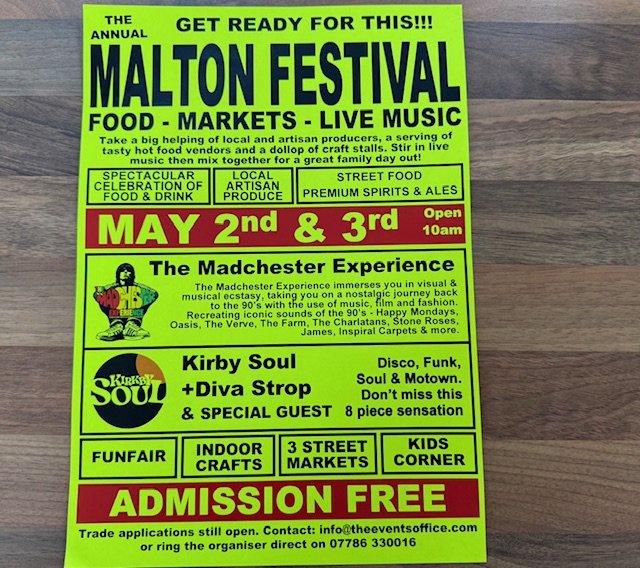 THE
ANNUAL
GET READY FOR THIS!!!
MALTON FESTIVAL
FOOD - MARKETS - LIVE MUSIC
Take a big helping of local and artisan producers, a serving of
tasty hot food vendors and a dollop of craft stalls. Stir in live
music then mix together for a great family day out!
SPECTACULAR
CELEBRATION OF
FOOD & DRINK
LOCAL
ARTISAN
PRODUCE
STREET FOOD
PREMIUM SPIRITS & ALES
MAY 2nd & 3rd
Open
10am
The Madchester Experience
MADCHESTER
EXPERIENCE
The Madchester Experience immerses you in visual &
musical ecstasy, taking you on a nostalgic journey back
to the 90's with the use of music, film and fashion.
Recreating iconic sounds of the 90's - Happy Mondays,
Oasis, The Verve, The Farm, The Charlatans, Stone Roses,
James, Inspiral Carpets & more.
KIRKBY
SOUL
Kirby Soul
+Diva Strop
& SPECIAL GUEST
Disco, Funk,
Soul & Motown.
Don't miss this
8 piece sensation
FUNFAIR
INDOOR
CRAFTS
3 STREET
MARKETS
KIDS
CORNER
ADMISSION FREE
Trade applications still open. Contact: info@theeventsoffice.com
or ring the organiser direct on 07786 330016